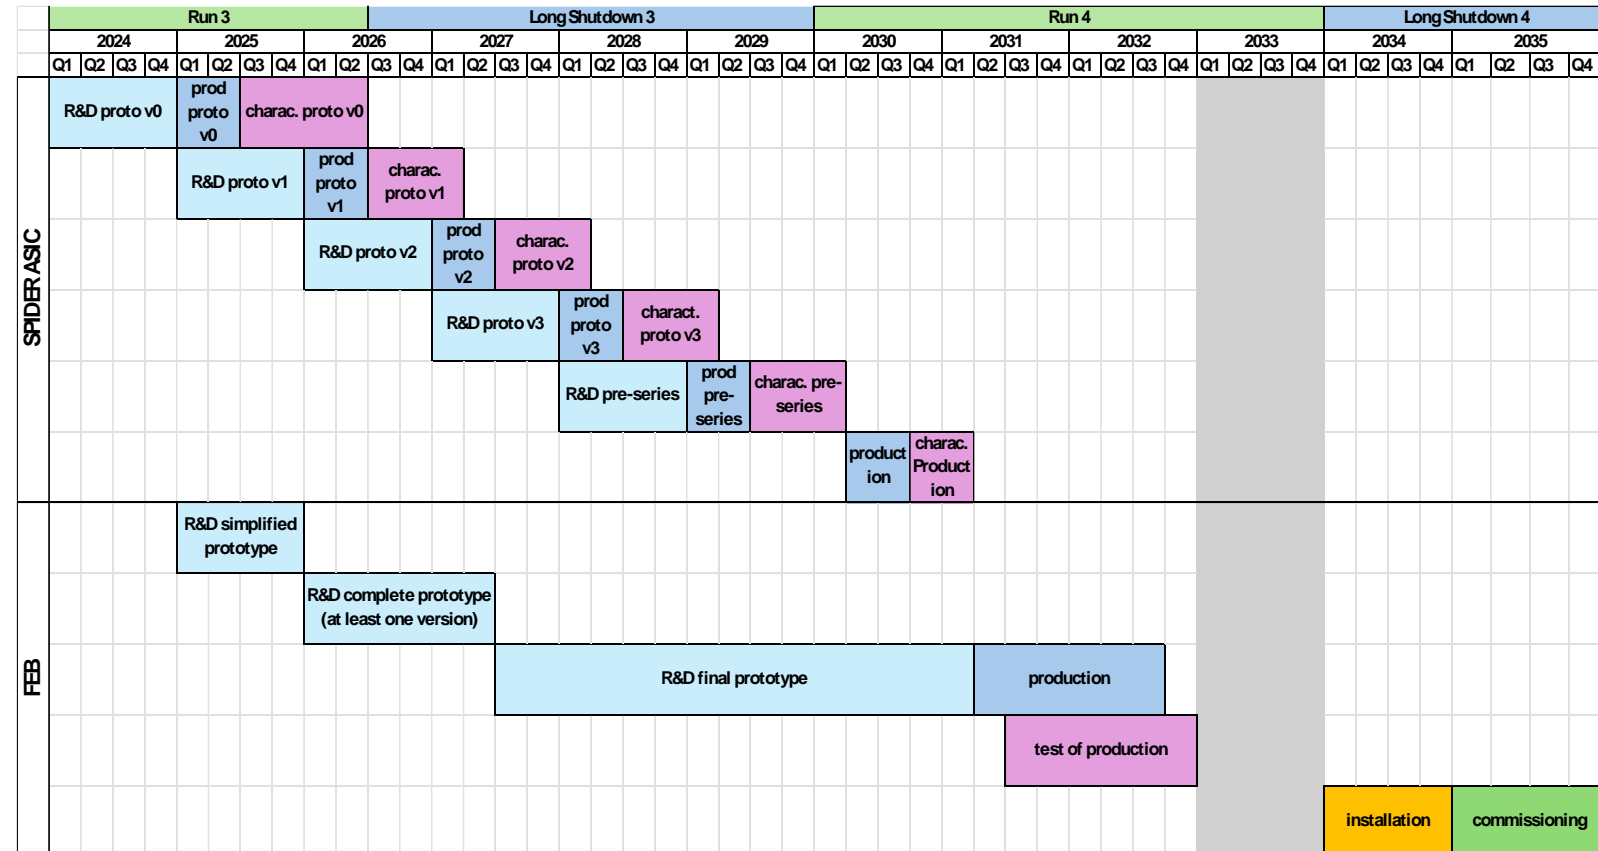 Run 3 Long Shutdown 3 Run 4 Long Shutdown 4
2024 2025 2026 2027 2028 2029 2030 2031 2032 2033 2034 2035
Q1 Q2 Q3 Q4 Q1 Q2 Q3 Q4 Q1 Q2 Q3 Q4 Q1 Q2 Q3 Q4 Q1 Q2 Q3 Q4 Q1 Q2 Q3 Q4 Q1 Q2 Q3 Q4 Q1 Q2 Q3 Q4 Q1 Q2 Q3 Q4 Q1 Q2 Q3 Q4 Q1 Q2 Q3 Q4 Q1 Q2 Q3 Q4
SPIDER ASIC
R&D proto v0
prod
proto
v0
charac. proto v0
R&D proto v1
prod
proto
v1
charac.
proto v1
R&D proto v2
prod
proto
v2
charac.
proto v2
R&D proto v3
prod
proto
v3
charact.
proto v3
R&D pre-series
prod
pre-
series
charac. pre-
series
product
ion
charac.
Product
ion
FEB
R&D simplified
prototype
R&D complete prototype
(at least one version)
R&D final prototype
production
test of production
installation
commissioning